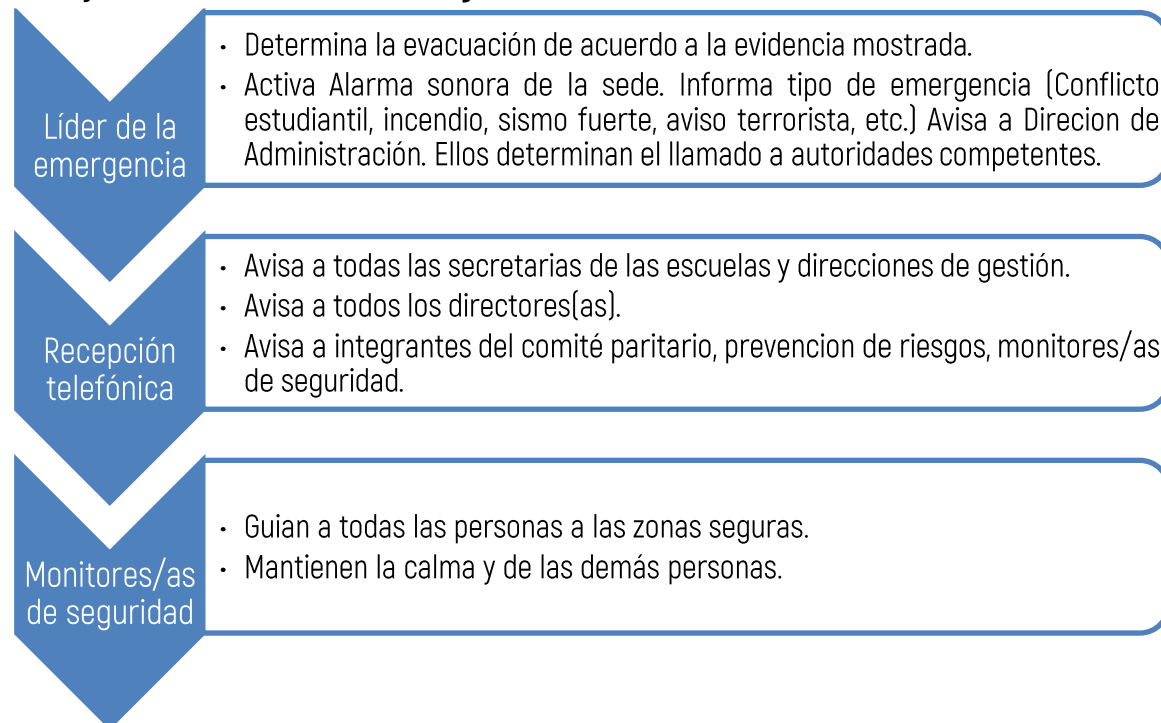 Líder de la
emergencia
• Determina la evacuación de acuerdo a la evidencia mostrada.
• Activa Alarma sonora de la sede. Informa tipo de emergencia (Conflicto
estudiantil, incendio, sismo fuerte, aviso terrorista, etc.) Avisa a Direcion de
Administración. Ellos determinan el llamado a autoridades competentes.
Recepción
telefónica
• Avisa a todas las secretarias de las escuelas y direcciones de gestión.
• Avisa a todos los directores(as).
• Avisa a integrantes del comité paritario, prevencion de riesgos, monitores/as
de seguridad.
Monitores/as
de seguridad
• Guian a todas las personas a las zonas seguras.
• Mantienen la calma y de las demás personas.